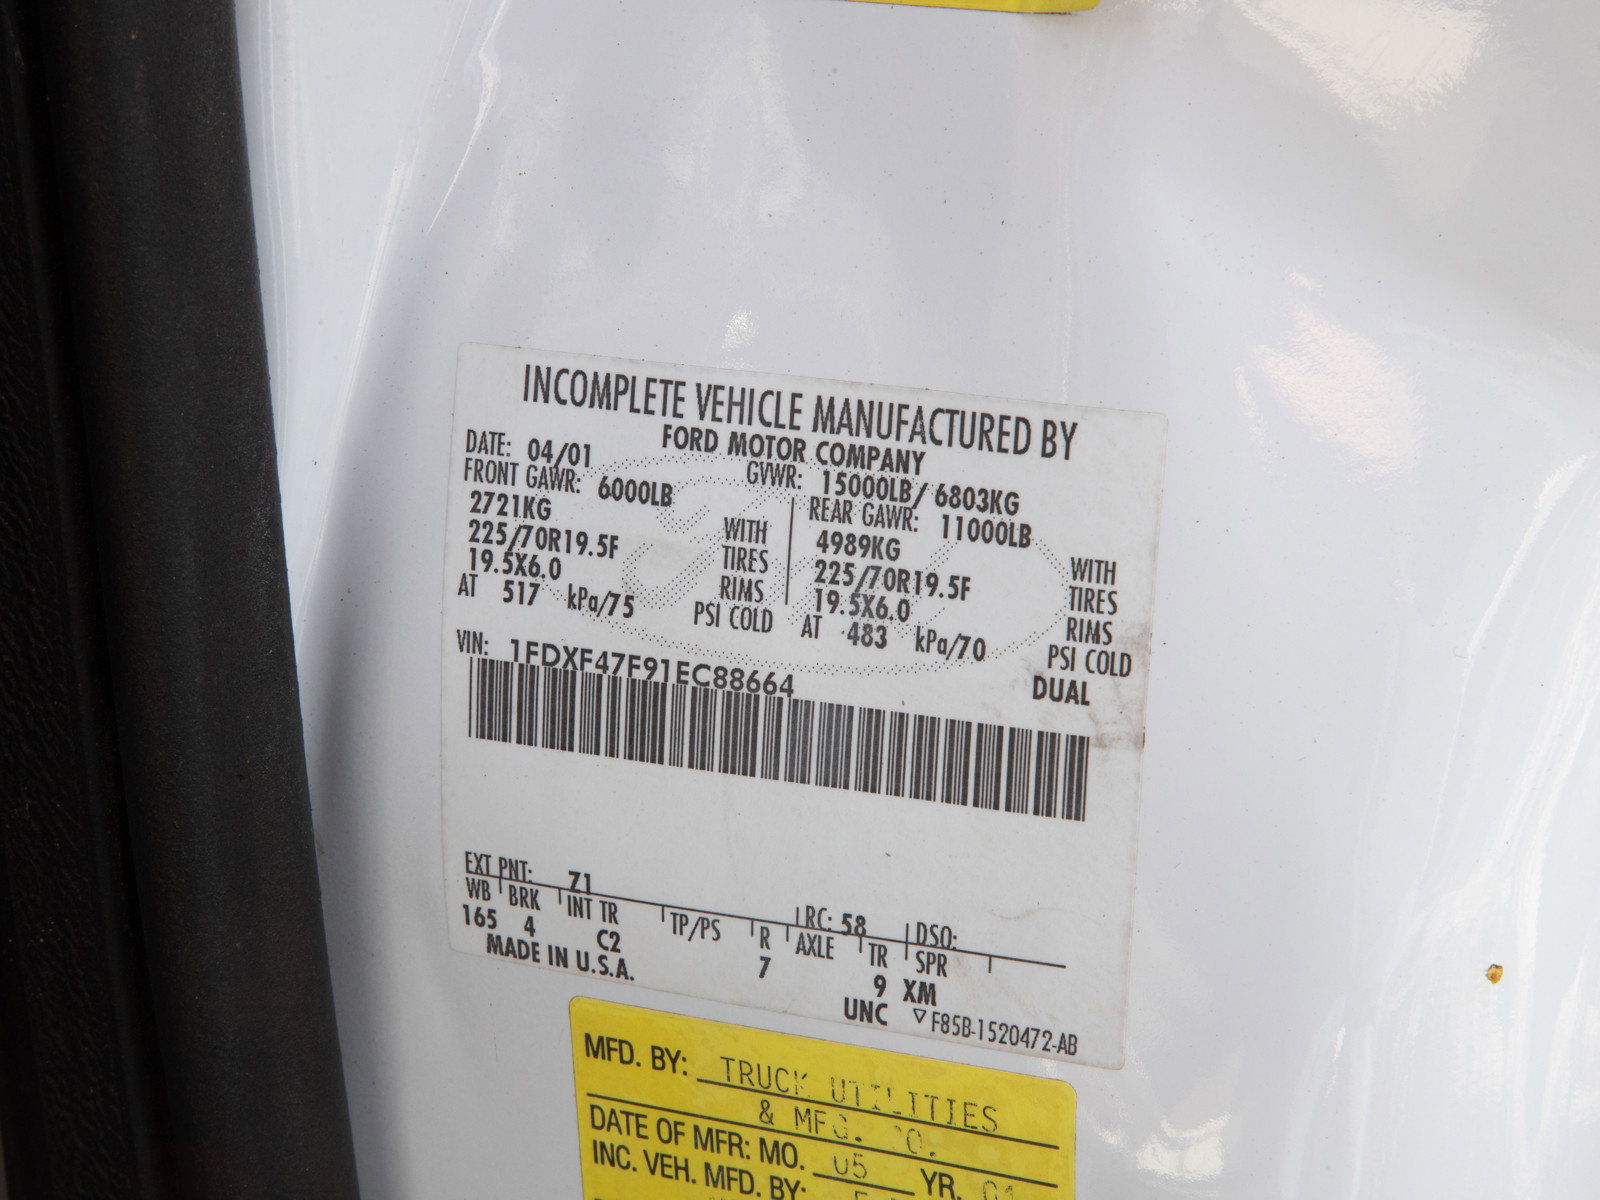 INCOMPLETE VEHICLE MANUFACTURED BY
FORD MOTOR COMPANY
DATE: 04/01 GVWR: 15000LB/ 6803KG
FRONT GAWR: 6000LB REAR GAWR: 11000LB
2721KG WITH 4989KG WITH
225/70R19.5F TIRES 225/70R19.5F TIRES
19.5X6.0 RIMS 19.5X6.0 RIMS
AT 517 kPa/75 PSI COLD AT 483 kPa/70 PSI COLD
VIN: 1FDXF47F91EC88664 DUAL
EXT PNT: Z1 RC: 58 DSO:
WB BRK INT TR TP/PS R AXLE TR SPR
165 4 C2 7 9 XM
MADE IN U.S.A. UNC ▽F85B-1520472-AB
MFD. BY: TRUCK UTILITIES
& MFG. CO.
DATE OF MFR: MO. 05 YR. 01
INC. VEH. MFD. BY: